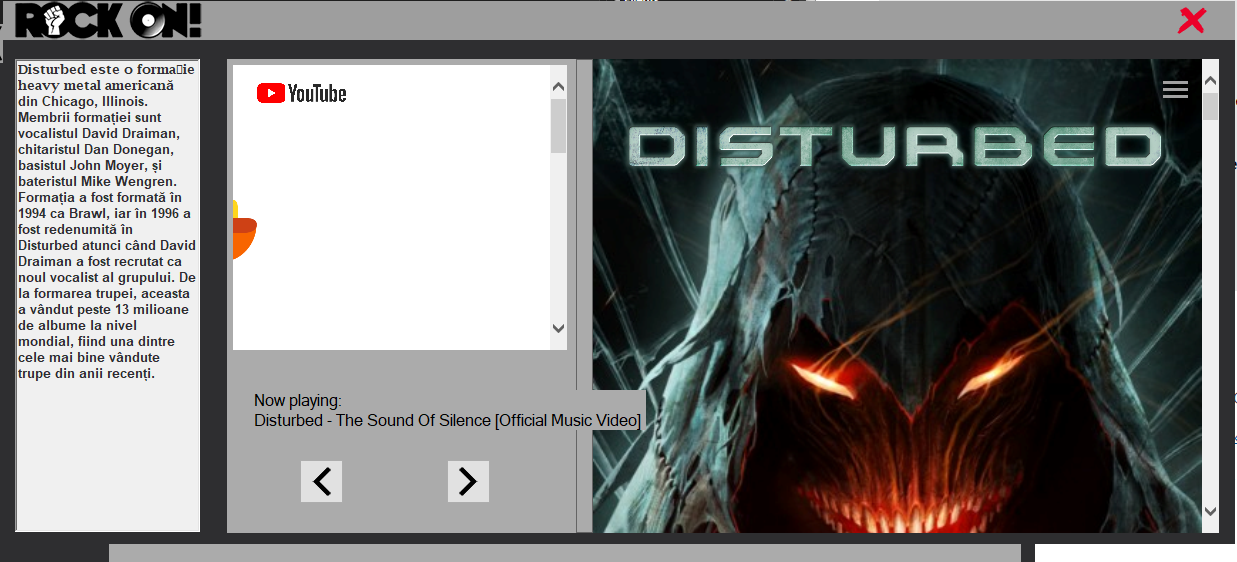 ROCK ON!
Disturbed este o forma▯ie
heavy metal americană
din Chicago, Illinois.
Membrii formației sunt
vocalistul David Draiman,
chitaristul Dan Donegan,
basistul John Moyer, și
bateristul Mike Wengren.
Formația a fost formată în
1994 ca Brawl, iar în 1996 a
fost redenumită în
Disturbed atunci când David
Draiman a fost recrutat ca
noul vocalist al grupului. De
la formarea trupei, aceasta
a vândut peste 13 milioane
de albume la nivel
mondial, fiind una dintre
cele mai bine vândute
trupe din anii recenți.
YouTube
Now playing:
Disturbed - The Sound Of Silence [Official Music Video]
DISTURBED